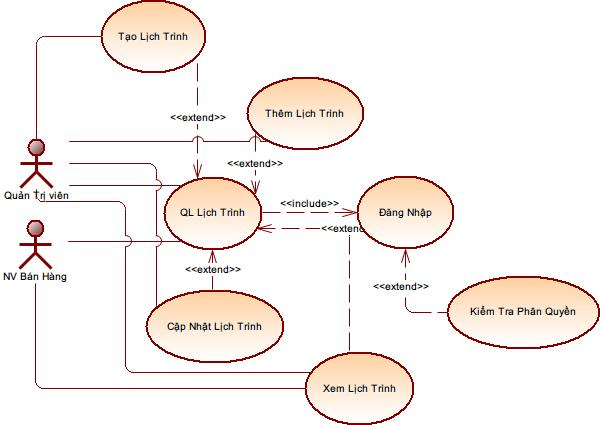 Tạo Lịch Trình
Thêm Lịch Trình
<<extend>>
<<extend>>
Quản Trị viên
QL Lịch Trình
<<include>>
Đăng Nhập
<<extend
NV Bán Hàng
<<extend>>
<<extend>>
Kiểm Tra Phân Quyền
Cập Nhật Lịch Trình
Xem Lịch Trình